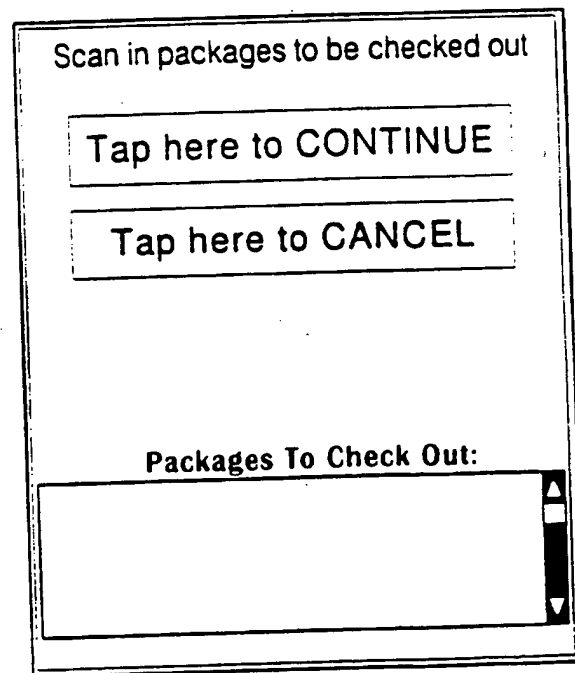 Scan in packages to be checked out
Tap here to CONTINUE
Tap here to CANCEL
Packages To Check Out: